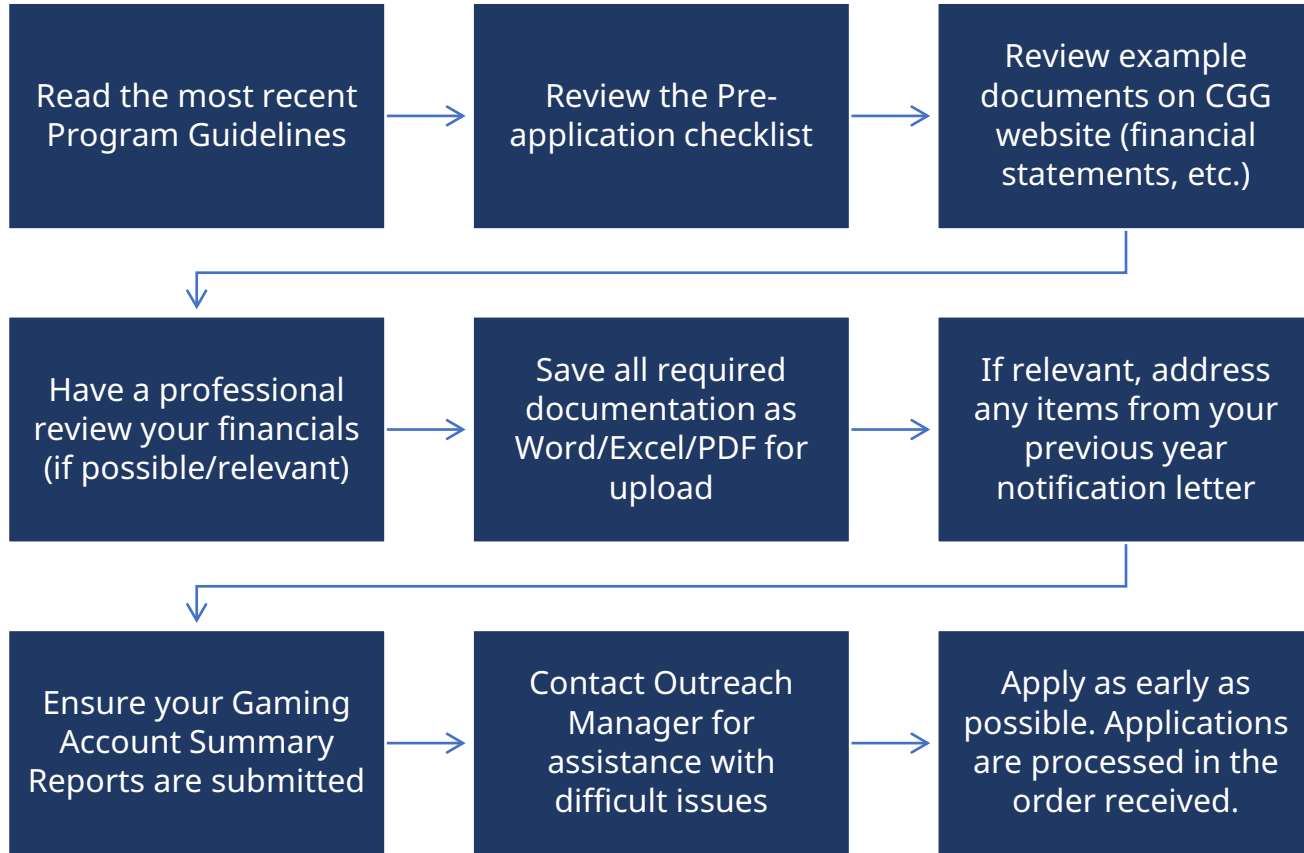 Read the most recent
Program Guidelines
Review the Pre-
application checklist
Review example
documents on CGG
website (financial
statements, etc.)
Have a professional
review your financials
(if possible/relevant)
Save all required
documentation as
Word/Excel/PDF for
upload
If relevant, address
any items from your
previous year
notification letter
Ensure your Gaming
Account Summary
Reports are submitted
Contact Outreach
Manager for
assistance with
difficult issues
Apply as early as
possible. Applications
are processed in the
order received.